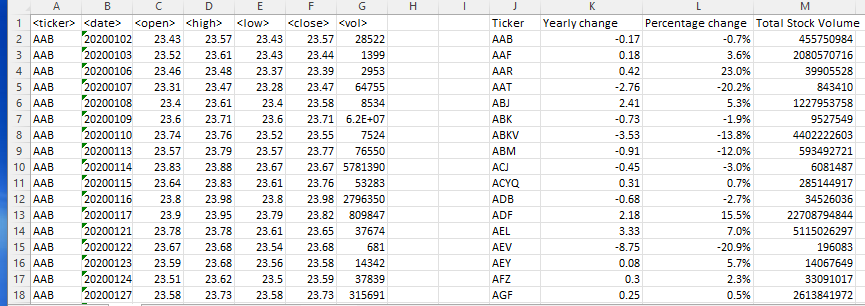 A B C D E F G H I J K L M
1 <ticker> <date> <open> <high> <low> <close> <vol> Ticker Yearly change Percentage change Total Stock Volume
2 AAB 20200102 23.43 23.57 23.43 23.57 28522 AAB -0.17 -0.7% 455750984
3 AAB 20200103 23.52 23.61 23.43 23.44 1399 AAF 0.18 3.6% 2080570716
4 AAB 20200106 23.46 23.48 23.37 23.39 2953 AAR 0.42 23.0% 39905528
5 AAB 20200107 23.31 23.47 23.28 23.47 64755 AAT -2.76 -20.2% 843410
6 AAB 20200108 23.4 23.61 23.4 23.58 8534 ABJ 2.41 5.3% 1227953758
7 AAB 20200109 23.6 23.71 23.6 23.71 6.2E+07 ABK -0.73 -1.9% 9527549
8 AAB 20200110 23.74 23.76 23.52 23.55 7524 ABKV -3.53 -13.8% 4402222603
9 AAB 20200113 23.57 23.79 23.57 23.77 76550 ABM -0.91 -12.0% 593492721
10 AAB 20200114 23.83 23.88 23.67 23.67 5781390 ACJ -0.45 -3.0% 6081487
11 AAB 20200115 23.64 23.83 23.61 23.76 53283 ACYQ 0.31 0.7% 285144917
12 AAB 20200116 23.8 23.98 23.8 23.98 2796350 ADB -0.68 -2.7% 34526036
13 AAB 20200117 23.9 23.95 23.79 23.82 809847 ADF 2.18 15.5% 22708794844
14 AAB 20200121 23.78 23.78 23.61 23.65 37674 AEL 3.33 7.0% 5115026297
15 AAB 20200122 23.67 23.68 23.54 23.68 681 AEV -8.75 -20.9% 196083
16 AAB 20200123 23.59 23.68 23.56 23.58 14342 AEY 0.08 5.7% 14067649
17 AAB 20200124 23.51 23.62 23.5 23.59 37839 AFZ 0.3 2.3% 33091017
18 AAB 20200127 23.58 23.73 23.58 23.73 315691 AGF 0.25 0.5% 2613841972